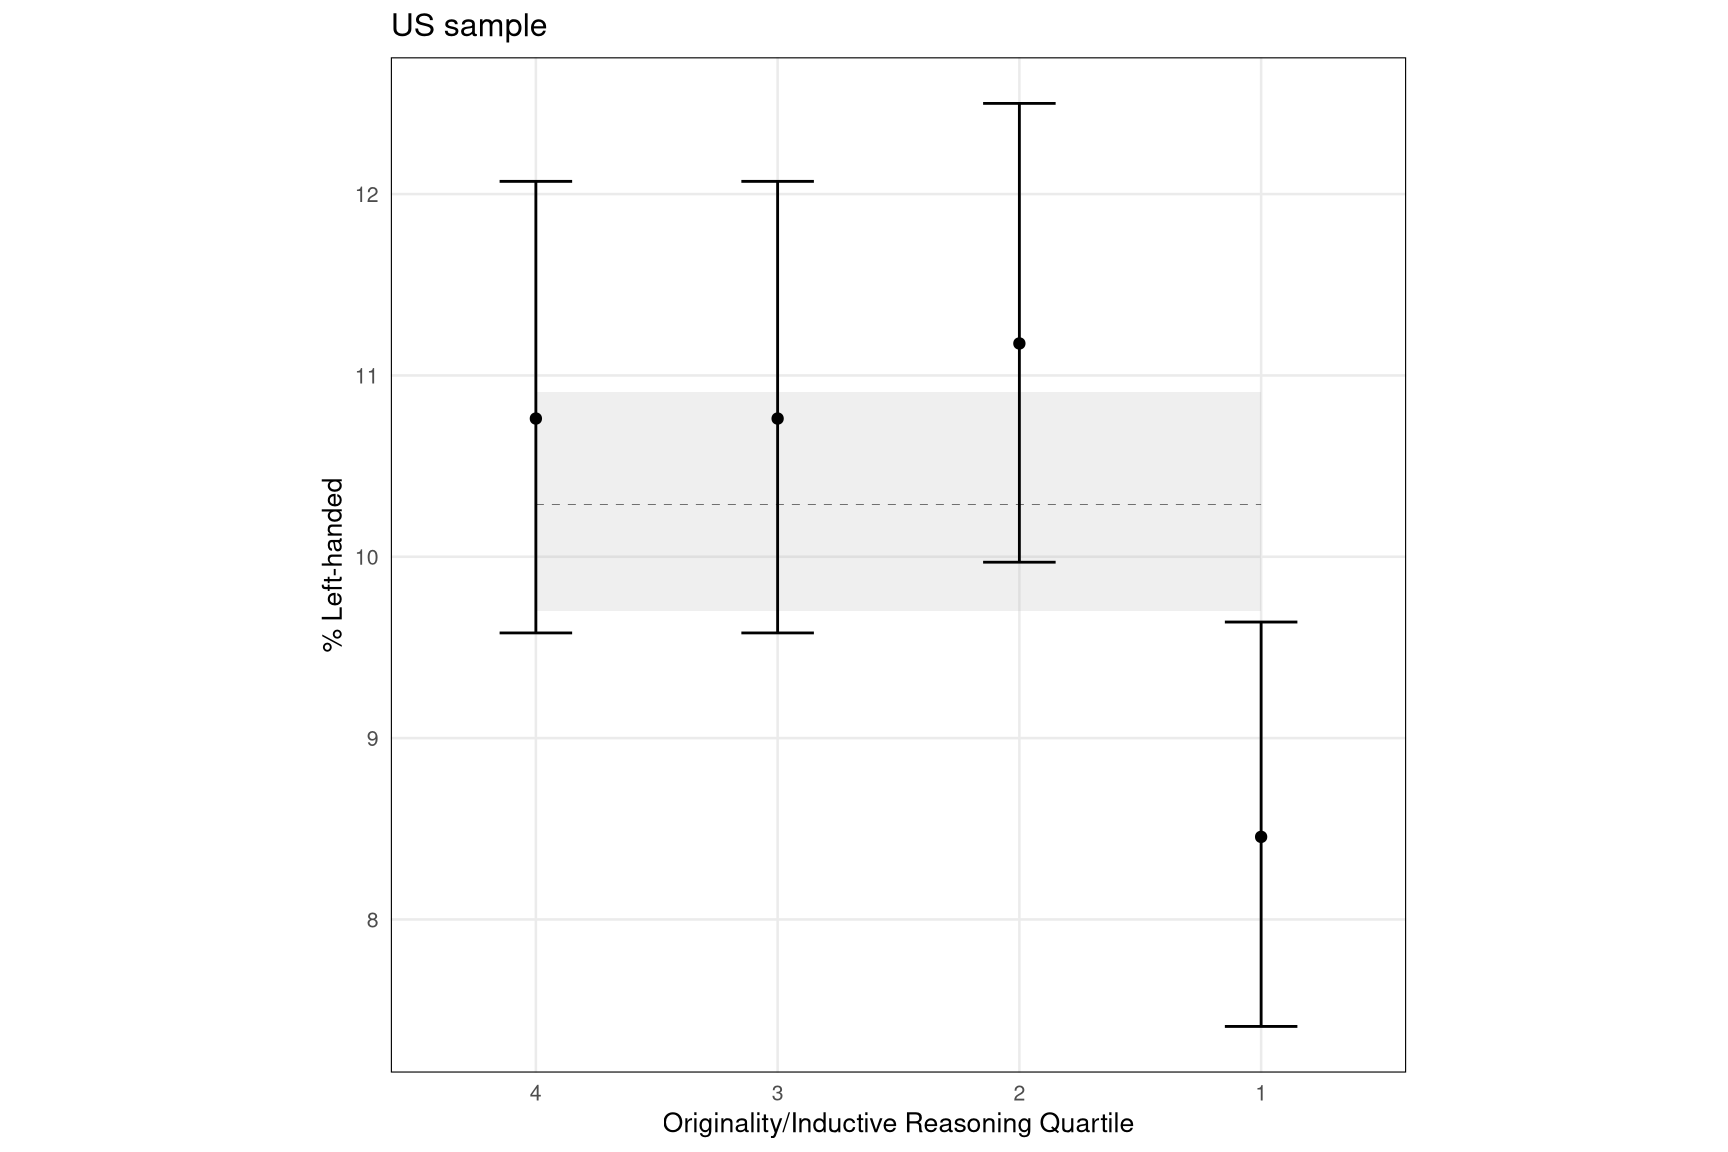 US sample
% Left-handed
12
11
10
9
8
4 3 2 1
Originality/Inductive Reasoning Quartile